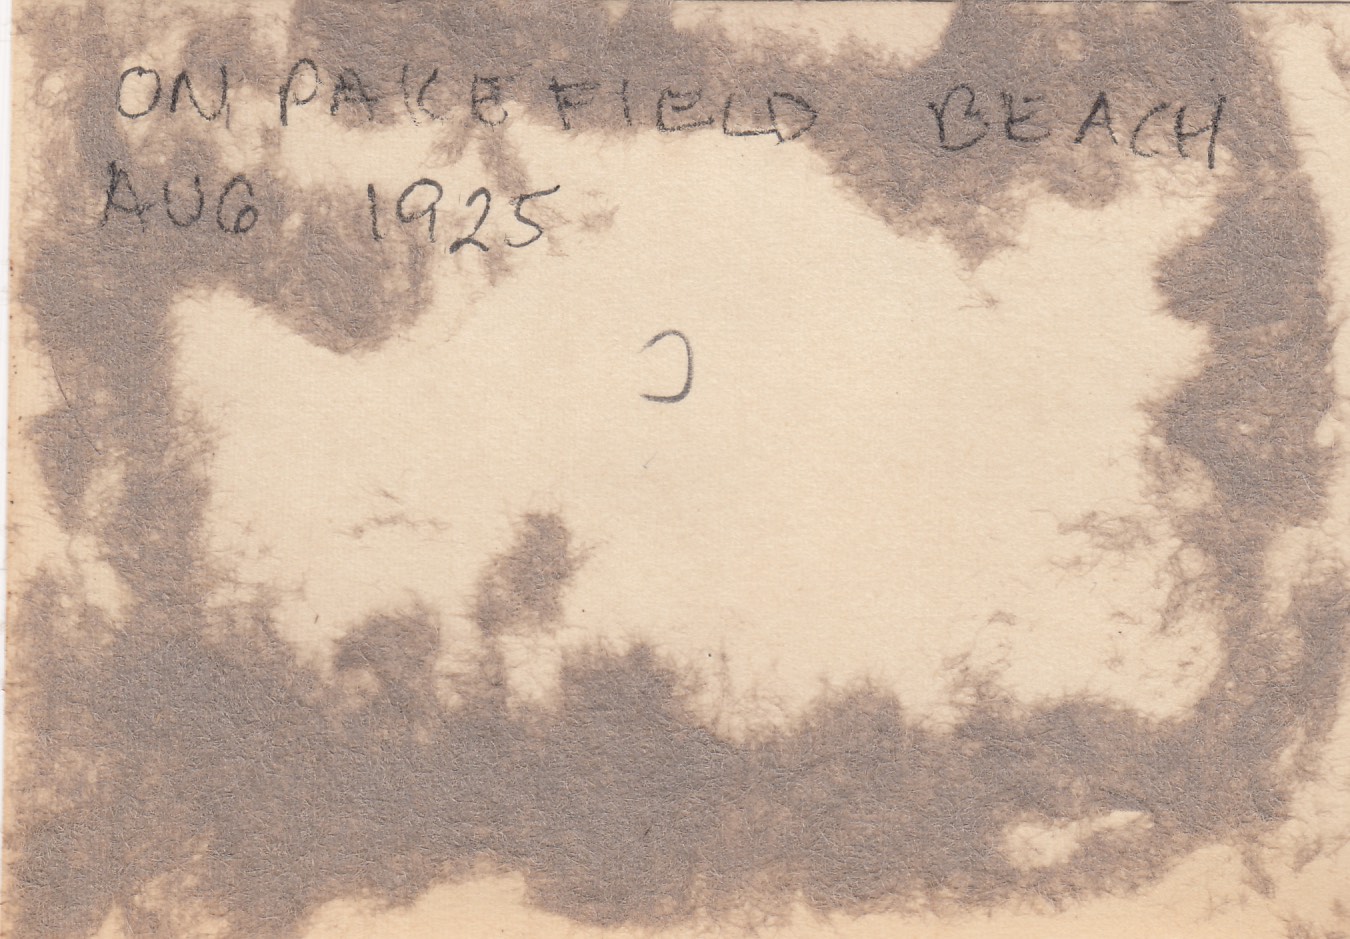 ON PAKEFIELD BEACH
AUG 1925